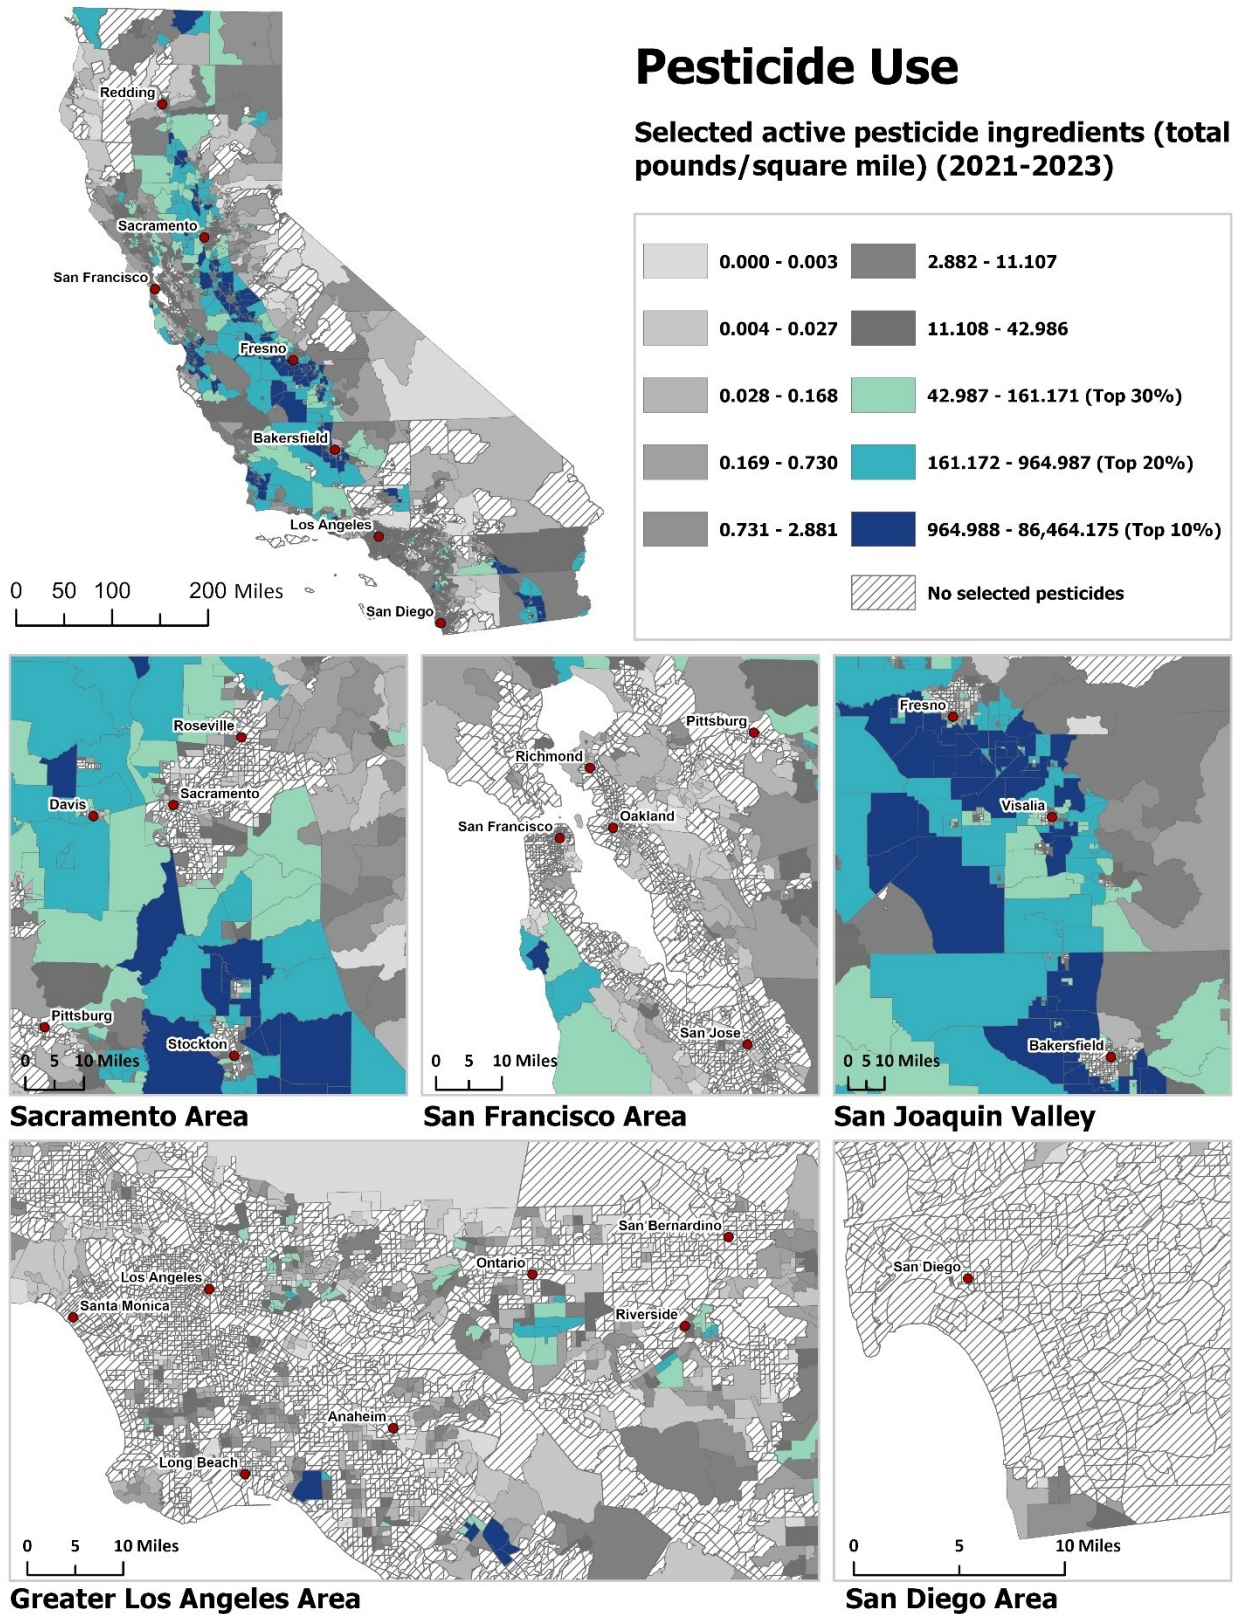 Pesticide Use
Selected active pesticide ingredients (total
pounds/square mile) (2021-2023)
0.000 - 0.003
2.882 - 11.107
0.004 - 0.027
11.108 - 42.986
0.028 - 0.168
42.987 - 161.171 (Top 30%)
0.169 - 0.730
161.172 - 964.987 (Top 20%)
0.731 - 2.881
964.988 - 86,464.175 (Top 10%)
No selected pesticides
Redding
Sacramento
San Francisco
Fresno
Bakersfield
Los Angeles
San Diego
0 50 100 200 Miles
Roseville
Sacramento
Davis
Pittsburg
Stockton
0 5 10 Miles
Sacramento Area
Pittsburg
Richmond
Oakland
San Francisco
San Jose
0 5 10 Miles
San Francisco Area
Fresno
Visalia
Bakersfield
0 5 10 Miles
San Joaquin Valley
San Bernardino
Ontario
Los Angeles
Santa Monica
Riverside
Anaheim
Long Beach
0 5 10 Miles
Greater Los Angeles Area
San Diego
0 5 10 Miles
San Diego Area